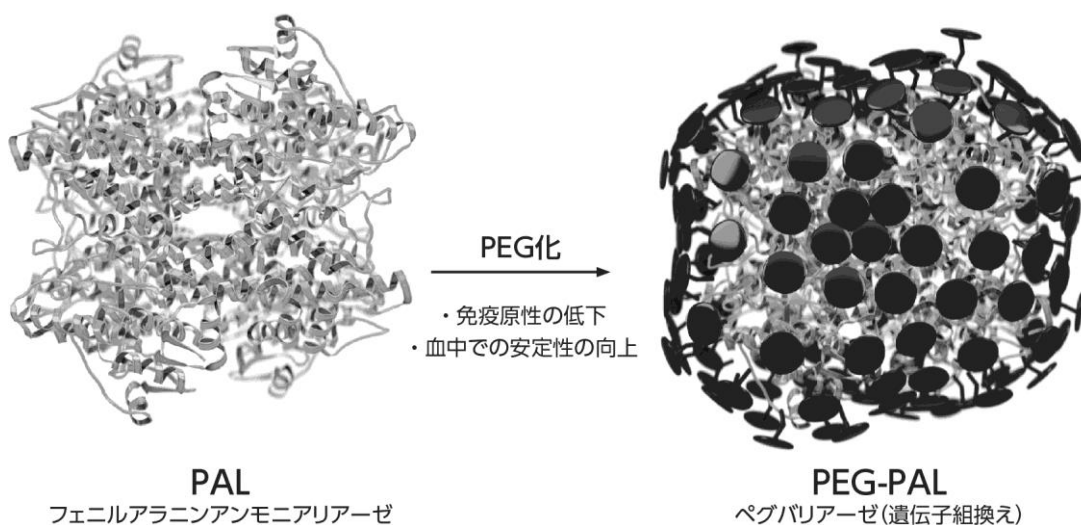 PEG化
・免疫原性の低下
・血中での安定性の向上
PAL
フェニルアラニンアンモニアリアーゼ
PEG-PAL
ペグバリアーゼ(遺伝子組換え)